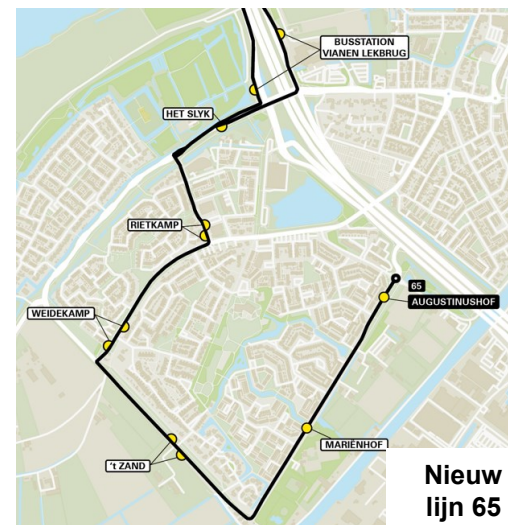 BUSSTATION
VIANEN LEKBRUG
HET SLYK
RIETKAMP
65
AUGUSTINUSHOF
WEIDEKAMP
MARIËNHOF
't ZAND
Nieuw
lijn 65